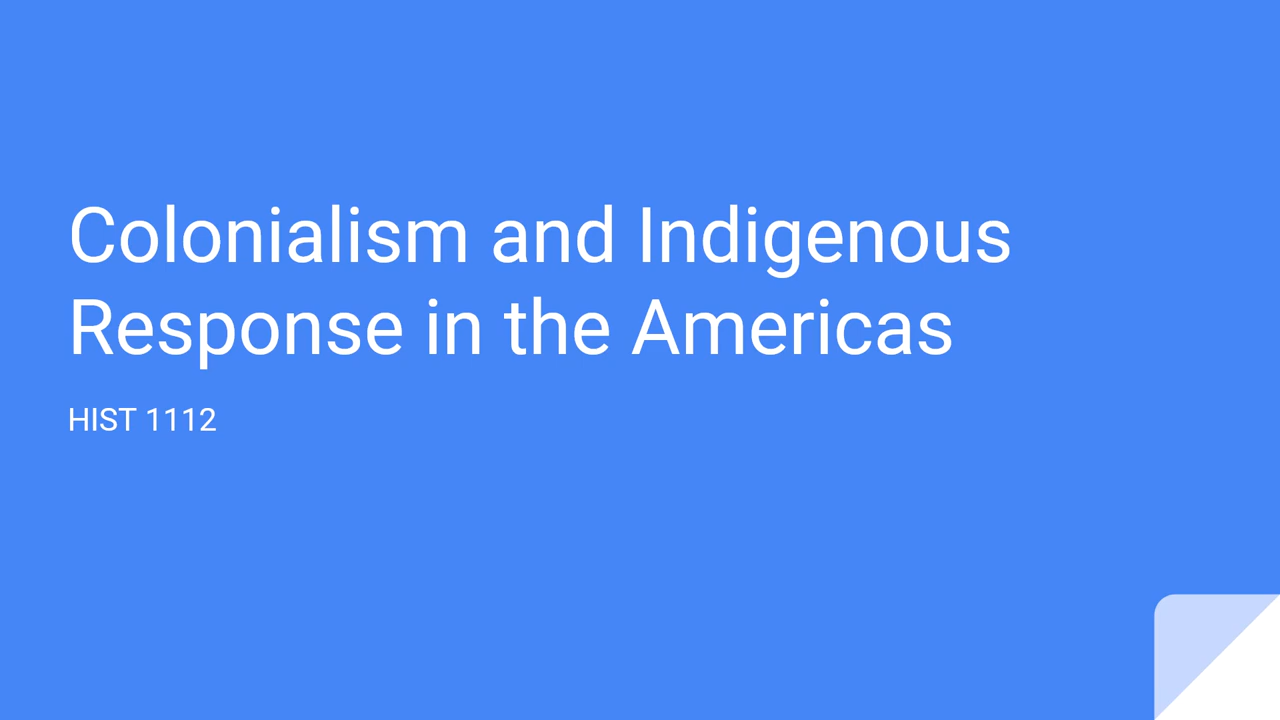 Colonialism and Indigenous
Response in the Americas
HIST 1112